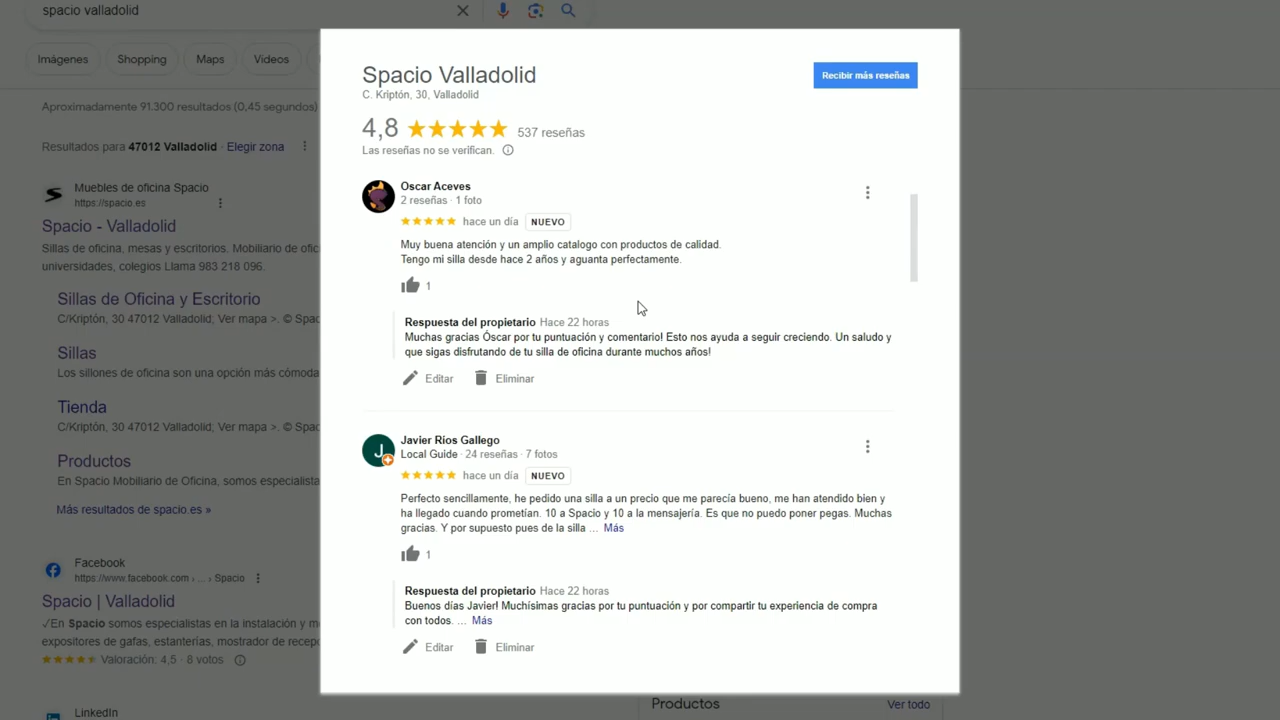 spacio valladolid
Imágenes
Shopping
Maps
Vídeos
Aproximadamente 91.300 resultados (0,45 segundos)
Resultados para 47012 Valladolid · Elegir zona
Muebles de oficina Spacio
https://spacio.es
Spacio - Valladolid
Sillas de oficina, mesas y escritorios. Mobiliario de ofic
universidades, colegios Llama 983 218 096.
Sillas de Oficina y Escritorio
C/Kriptón, 30 47012 Valladolid; Ver mapa >. © Spac
Sillas
Los sillones de oficina son una opción más cómoda
Tienda
C/Kriptón, 30 47012 Valladolid; Ver mapa >. © Spac
Productos
En Spacio Mobiliario de Oficina, somos especialista
Más resultados de spacio.es »
Facebook
https://www.facebook.com › ... › Spacio
Spacio | Valladolid
✓En Spacio somos especialistas en la instalación y m
expositores de gafas, estanterías, mostrador de recep
Valoración: 4,5 · 8 votos
LinkedIn
Spacio Valladolid
C. Kriptón, 30, Valladolid
Recibir más reseñas
4,8 537 reseñas
Las reseñas no se verifican.
Oscar Aceves
2 reseñas · 1 foto
hace un día NUEVO
Muy buena atención y un amplio catalogo con productos de calidad.
Tengo mi silla desde hace 2 años y aguanta perfectamente.
1
Respuesta del propietario Hace 22 horas
Muchas gracias Óscar por tu puntuación y comentario! Esto nos ayuda a seguir creciendo. Un saludo y
que sigas disfrutando de tu silla de oficina durante muchos años!
Editar Eliminar
J
Javier Ríos Gallego
Local Guide · 24 reseñas · 7 fotos
hace un día NUEVO
Perfecto sencillamente, he pedido una silla a un precio que me parecía bueno, me han atendido bien y
ha llegado cuando prometían. 10 a Spacio y 10 a la mensajería. Es que no puedo poner pegas. Muchas
gracias. Y por supuesto pues de la silla ... Más
1
Respuesta del propietario Hace 22 horas
Buenos días Javier! Muchísimas gracias por tu puntuación y por compartir tu experiencia de compra
con todos. ... Más
Editar Eliminar
Productos
Ver todo